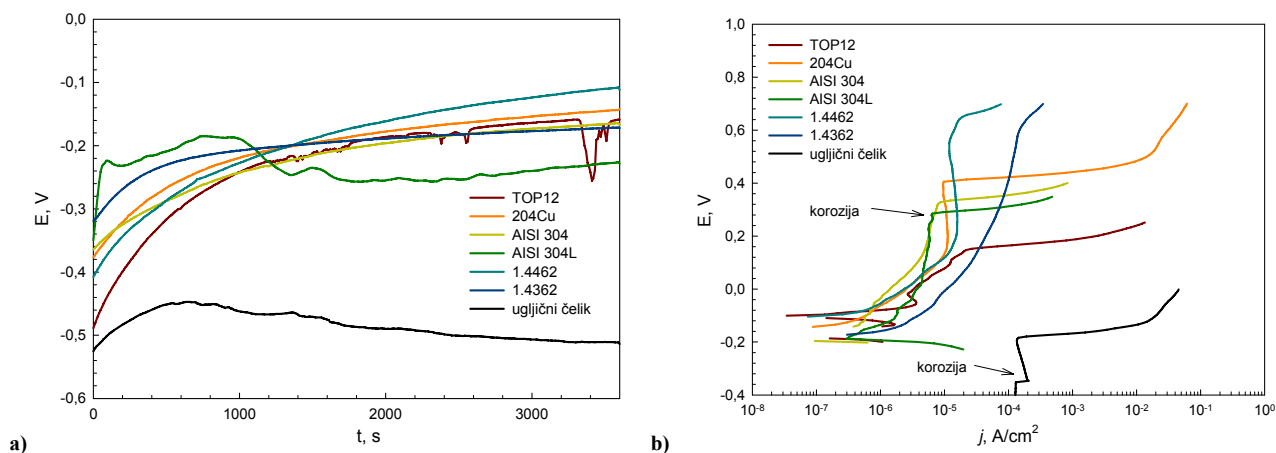 0,0
-0,1
-0,2
-0,3
-0,4
-0,5
-0,6
E, V
0
1000
2000
3000
t, s
TOP12
204Cu
AISI 304
AISI 304L
1.4462
1.4362
ugljični čelik
a)
1,0
0,8
0,6
0,4
0,2
0,0
-0,2
-0,4
E, V
TOP12
204Cu
AISI 304
AISI 304L
1.4462
1.4362
ugljični čelik
korozija
korozija
10-8
10-7
10-6
10-5
10-4
10-3
10-2
10-1
100
j, A/cm2
b)